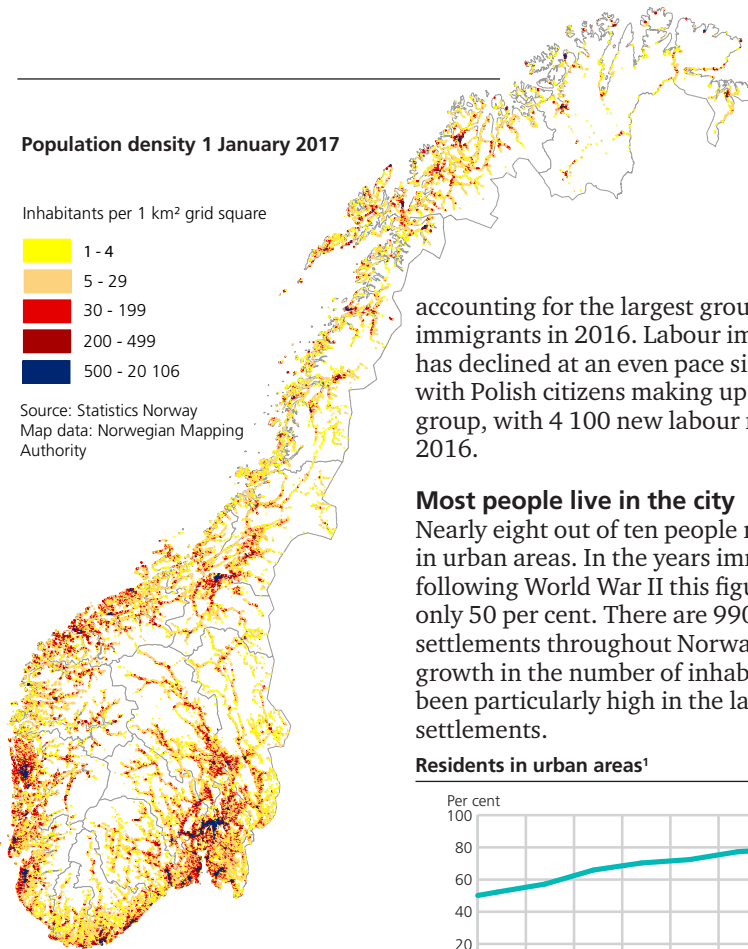 Population density 1 January 2017
Inhabitants per 1 km² grid square
1 - 4
5 - 29
30 - 199
200 - 499
500 - 20 106
Source: Statistics Norway
Map data: Norwegian Mapping
Authority
accounting for the largest grou
immigrants in 2016. Labour im
has declined at an even pace si
with Polish citizens making up
group, with 4 100 new labour
2016.
Most people live in the city
Nearly eight out of ten people
in urban areas. In the years im
following World War II this figu
only 50 per cent. There are 990
settlements throughout Norwa
growth in the number of inhab
been particularly high in the la
settlements.
Residents in urban areas¹
Per cent
100
80
60
40
20